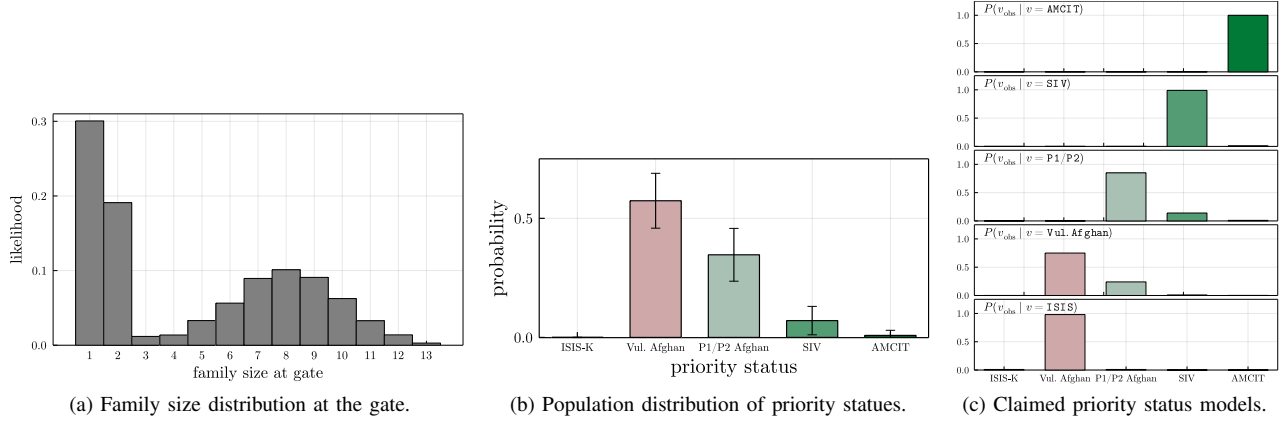 0.3
0.2
0.1
0.0
likelihood
1 2 3 4 5 6 7 8 9 10 11 12 13
family size at gate
(a) Family size distribution at the gate.
0.5
0.0
probability
ISIS-K Vul. Afghan P1/P2 Afghan SIV AMCIT
priority status
(b) Population distribution of priority statues.
P(v_obs | v = AMCIT)
1.0
0.5
0.0
P(v_obs | v = SIV)
1.0
0.5
0.0
P(v_obs | v = P1/P2)
1.0
0.5
0.0
P(v_obs | v = Vul. Afghan)
1.0
0.5
0.0
P(v_obs | v = ISIS)
1.0
0.5
0.0
ISIS-K Vul. Afghan P1/P2 Afghan SIV AMCIT
(c) Claimed priority status models.